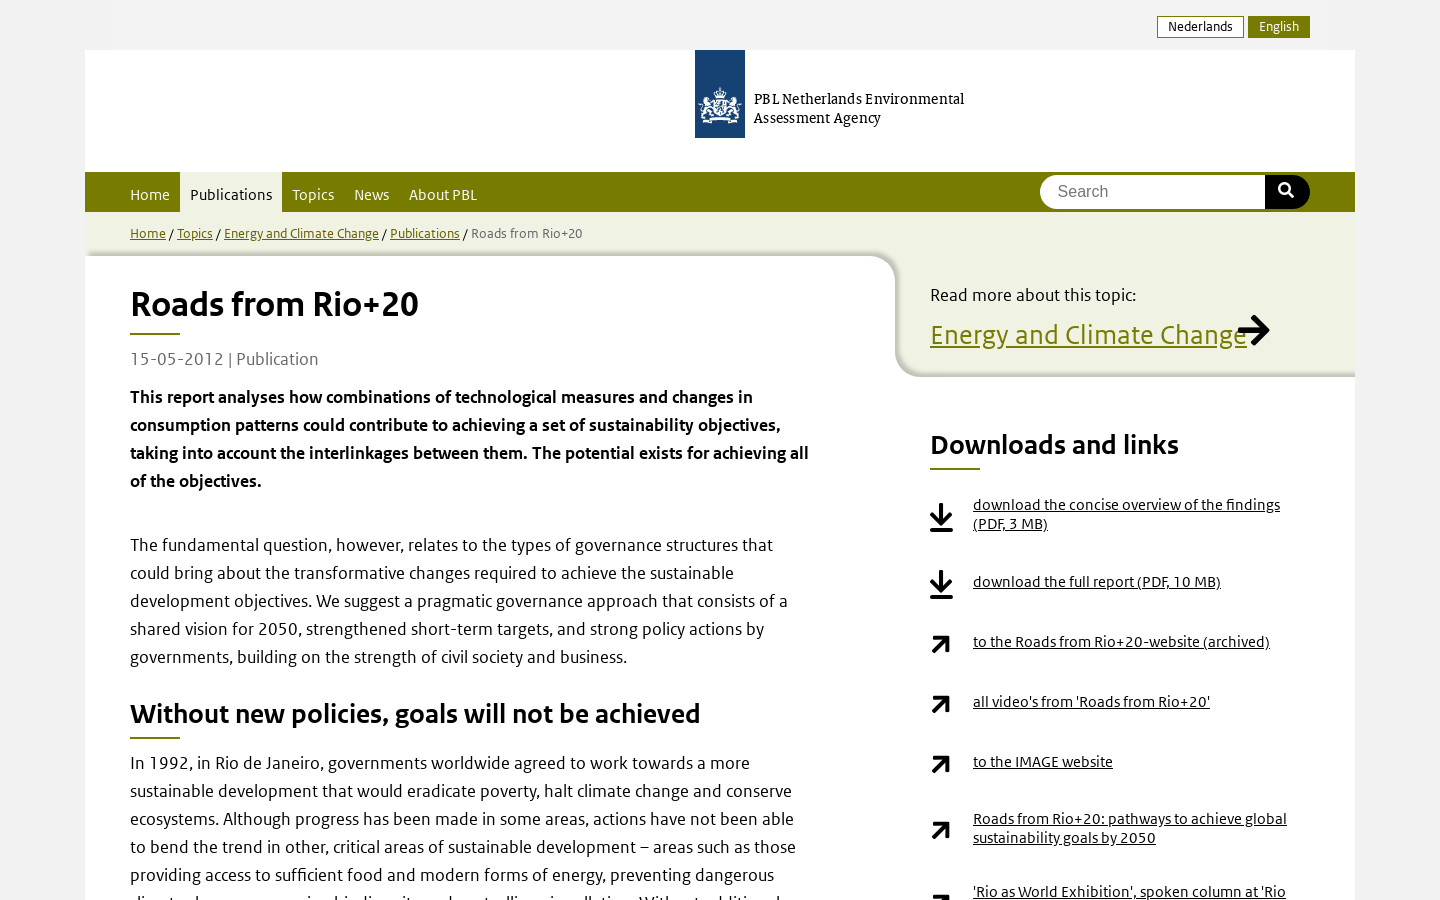 Nederlands English
PBL Netherlands Environmental
Assessment Agency
Home Publications Topics News About PBL Search
Home / Topics / Energy and Climate Change / Publications / Roads from Rio+20
Roads from Rio+20
15-05-2012 | Publication
This report analyses how combinations of technological measures and changes in
consumption patterns could contribute to achieving a set of sustainability objectives,
taking into account the interlinkages between them. The potential exists for achieving all
of the objectives.
The fundamental question, however, relates to the types of governance structures that
could bring about the transformative changes required to achieve the sustainable
development objectives. We suggest a pragmatic governance approach that consists of a
shared vision for 2050, strengthened short-term targets, and strong policy actions by
governments, building on the strength of civil society and business.
Without new policies, goals will not be achieved
In 1992, in Rio de Janeiro, governments worldwide agreed to work towards a more
sustainable development that would eradicate poverty, halt climate change and conserve
ecosystems. Although progress has been made in some areas, actions have not been able
to bend the trend in other, critical areas of sustainable development – areas such as those
providing access to sufficient food and modern forms of energy, preventing dangerous
Read more about this topic:
Energy and Climate Change
Downloads and links
download the concise overview of the findings
(PDF, 3 MB)
download the full report (PDF, 10 MB)
to the Roads from Rio+20-website (archived)
all video's from 'Roads from Rio+20'
to the IMAGE website
Roads from Rio+20: pathways to achieve global
sustainability goals by 2050
'Rio as World Exhibition', spoken column at 'Rio